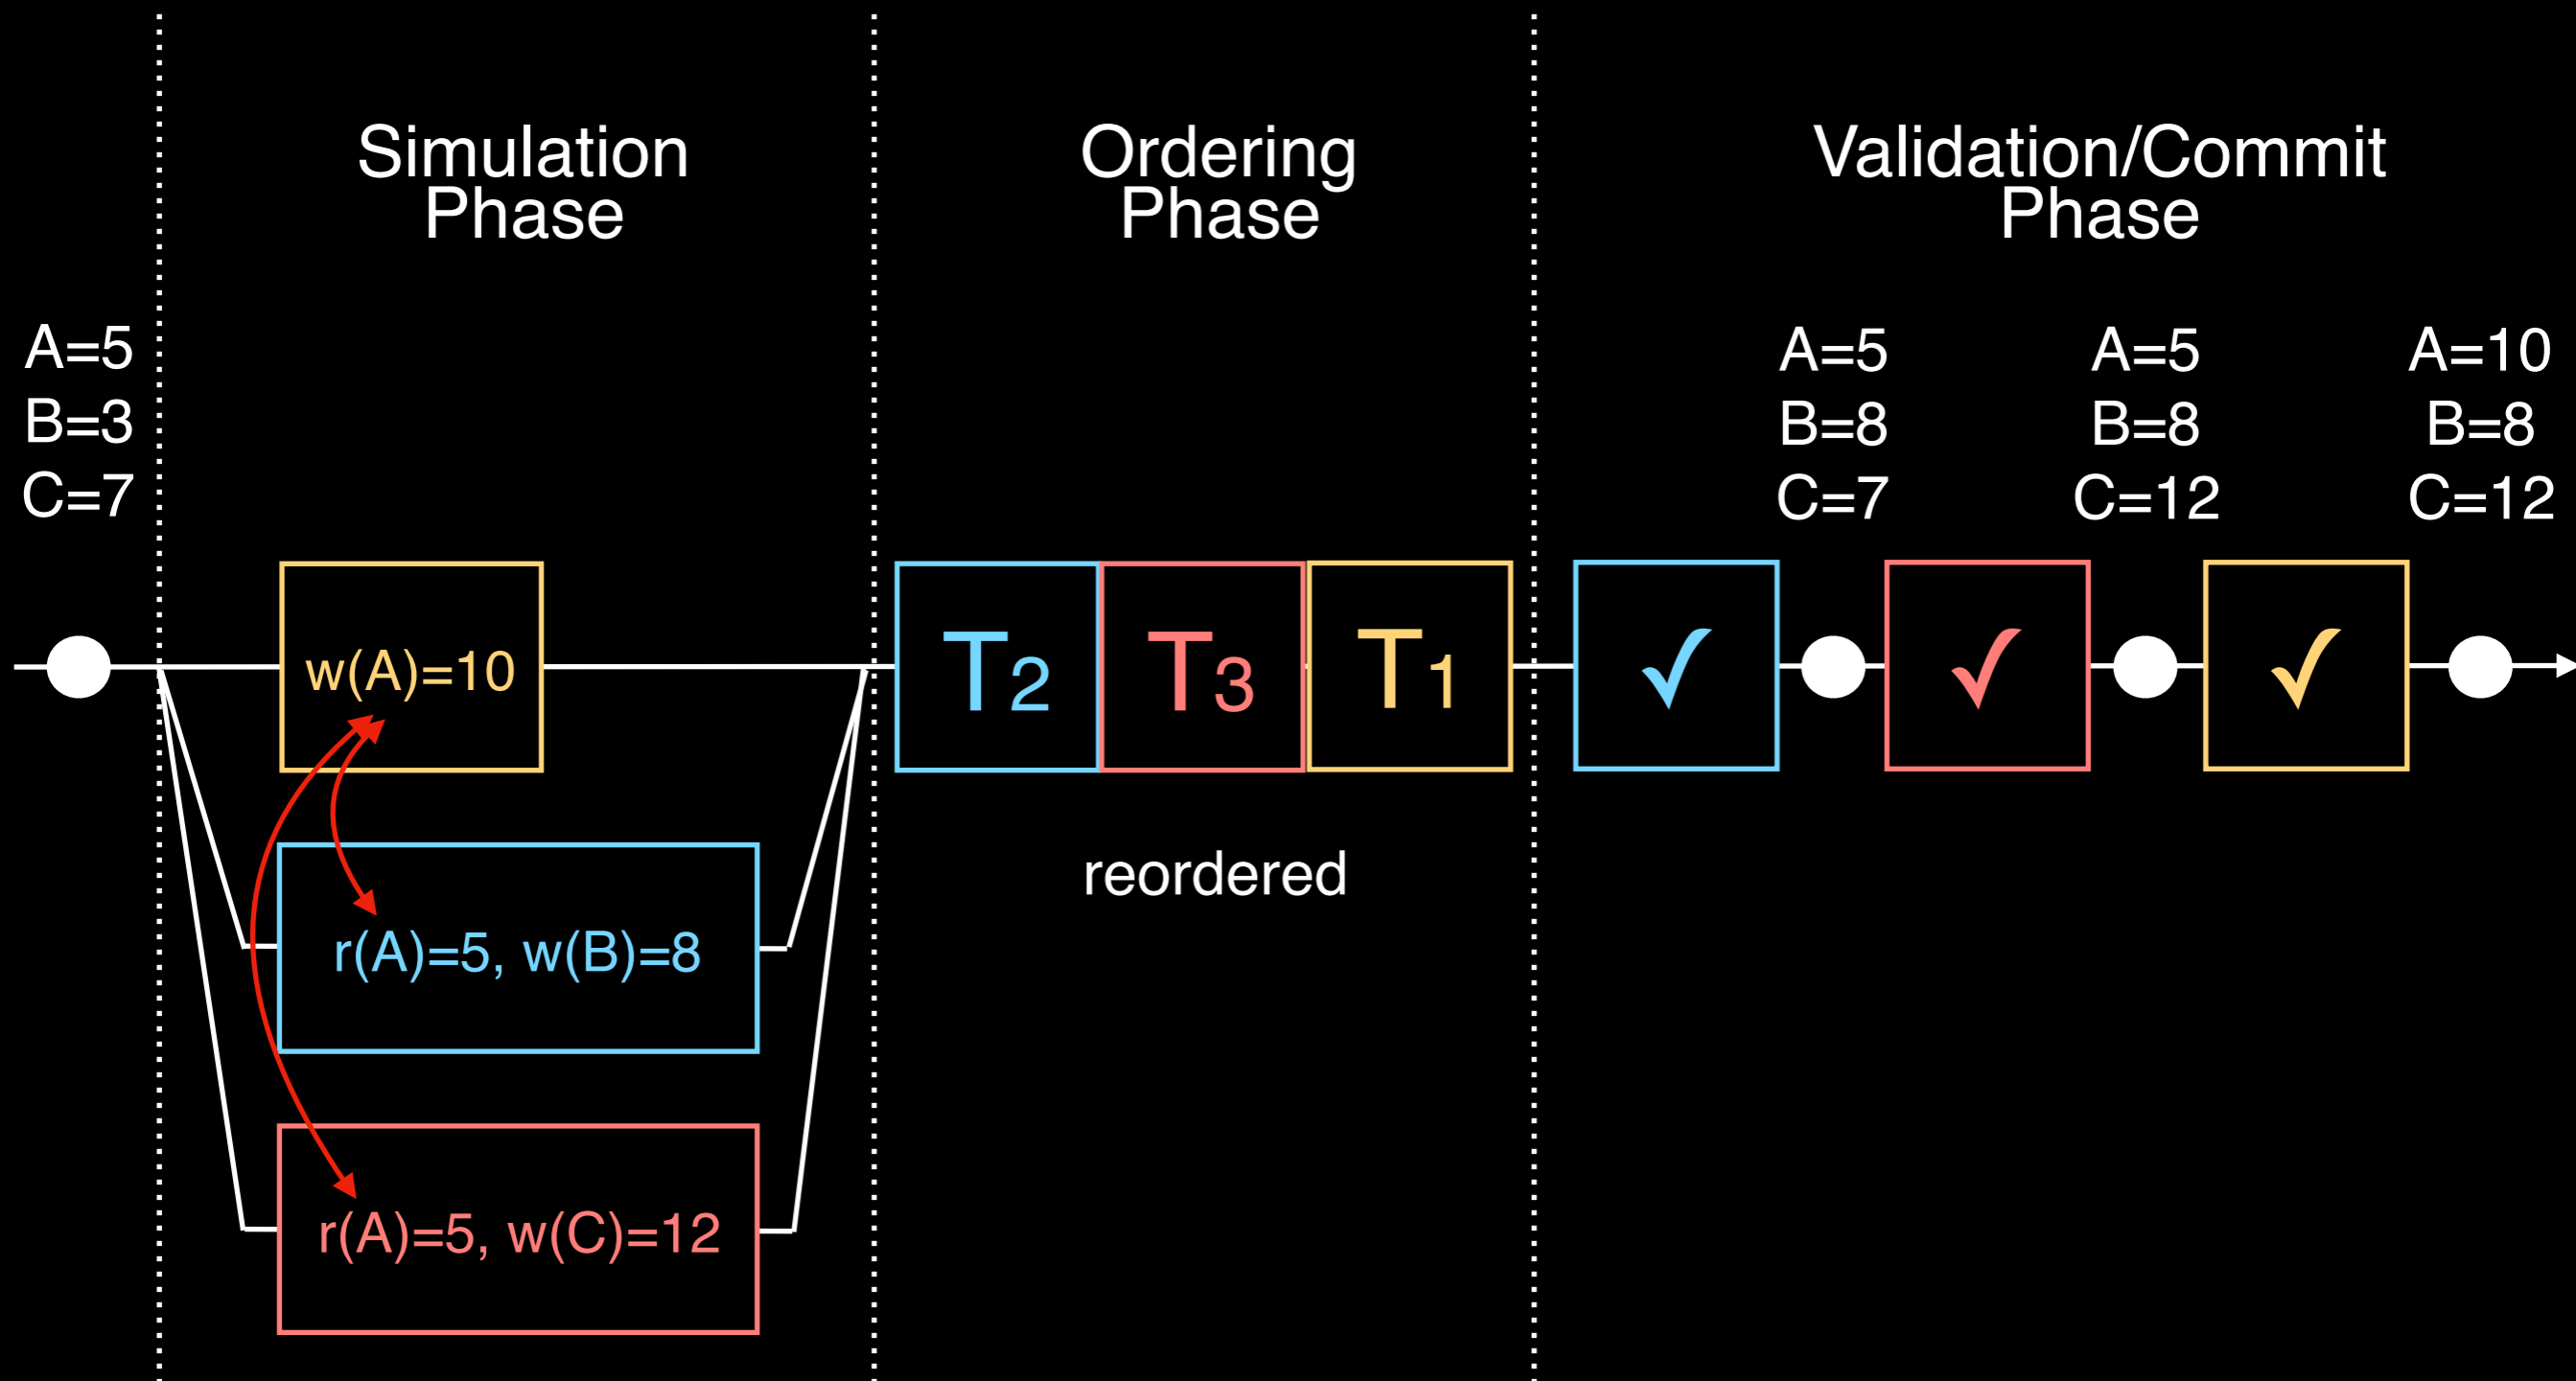 Simulation
Phase
Ordering
Phase
Validation/Commit
Phase
A=5
B=3
C=7
A=5
B=8
C=7
A=5
B=8
C=12
A=10
B=8
C=12
w(A)=10
r(A)=5, w(B)=8
r(A)=5, w(C)=12
T2
T3
T1
reordered
✓
✓
✓